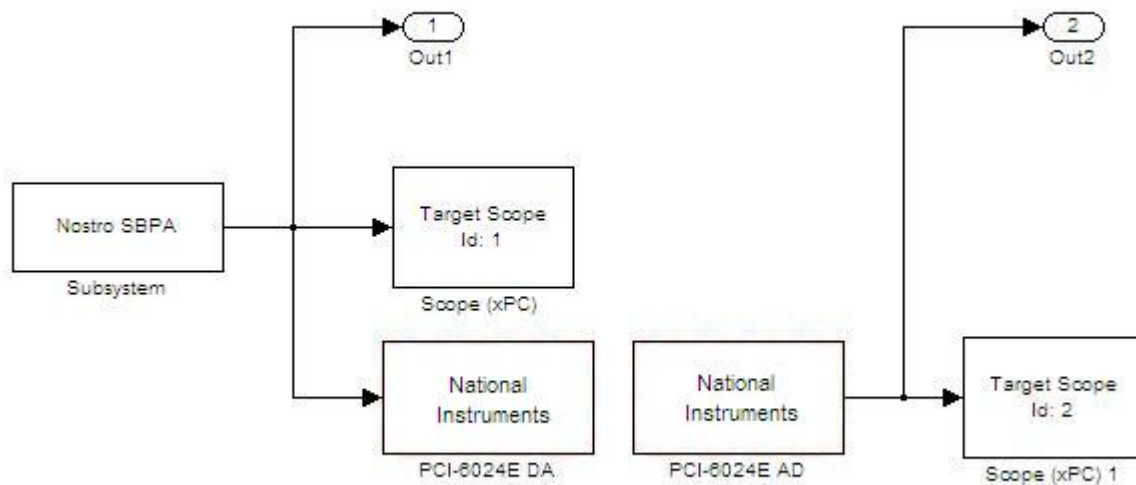 1
Out1
2
Out2
Nostro SBPA
Subsystem
Target Scope
Id: 1
Scope (xPC)
National
Instruments
PCI-6024E DA
National
Instruments
PCI-6024E AD
Target Scope
Id: 2
Scope (xPC) 1